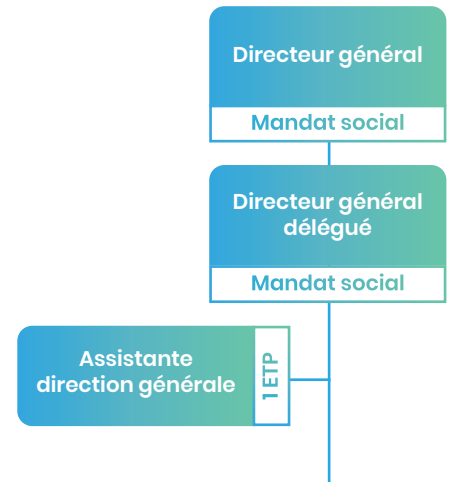 Directeur général
Mandat social
Directeur général
délégué
Mandat social
Assistante
direction générale
1 ETP